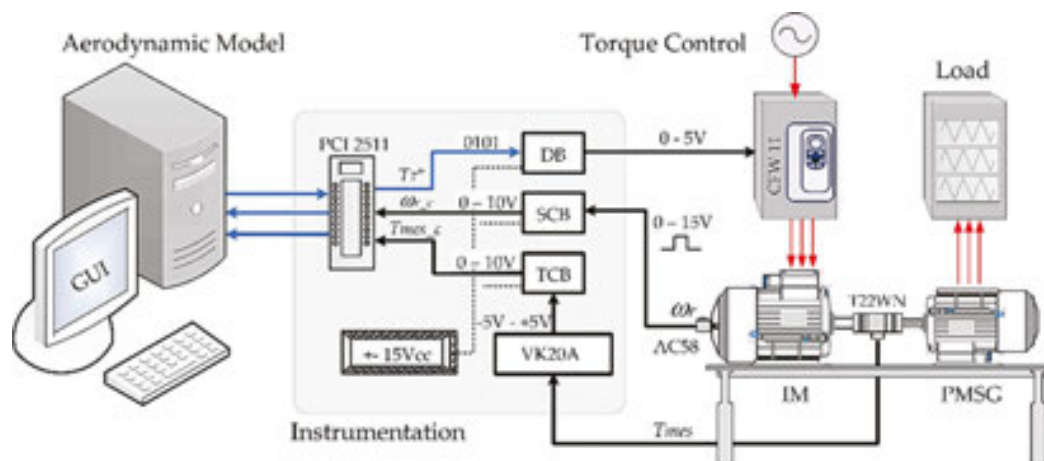 Aerodynamic Model
Torque Control
Load
PCI 2511
0101
DB
0 - 5V
CFW 11
Tr*
ωr_c
0 – 10V
SCB
0 – 15V
Tmes_c
0 – 10V
TCB
GUI
-5V - +5V
ωr
T22WN
+- 15Vcc
VK20A
AC58
IM
PMSG
Instrumentation
Tmes